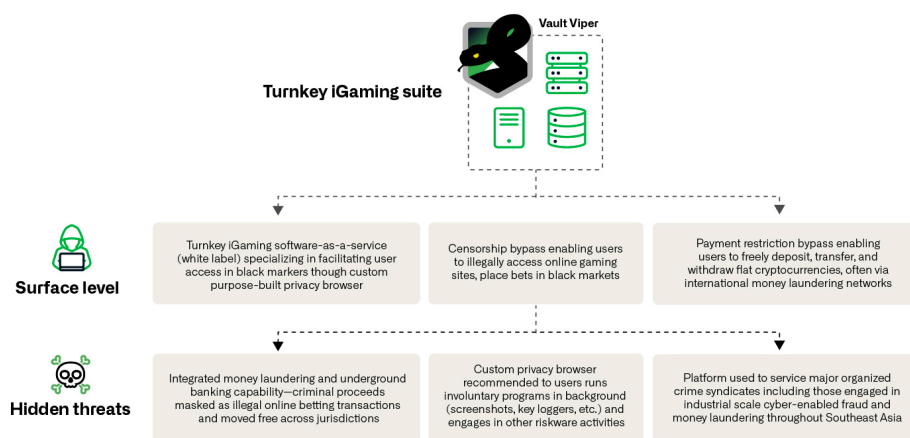 Vault Viper
Turnkey iGaming suite
Surface level
Turnkey iGaming software-as-a-service
(white label) specializing in facilitating user
access in black markers though custom
purpose-built privacy browser
Censorship bypass enabling users
to illegally access online gaming
sites, place bets in black markets
Payment restriction bypass enabling
users to freely deposit, transfer, and
withdraw flat cryptocurrencies, often via
international money laundering networks
Hidden threats
Integrated money laundering and underground
banking capability—criminal proceeds
masked as illegal online betting transactions
and moved free across jurisdictions
Custom privacy browser
recommended to users runs
involuntary programs in background
(screenshots, key loggers, etc.) and
engages in other riskware activities
Platform used to service major organized
crime syndicates including those engaged in
industrial scale cyber-enabled fraud and
money laundering throughout Southeast Asia